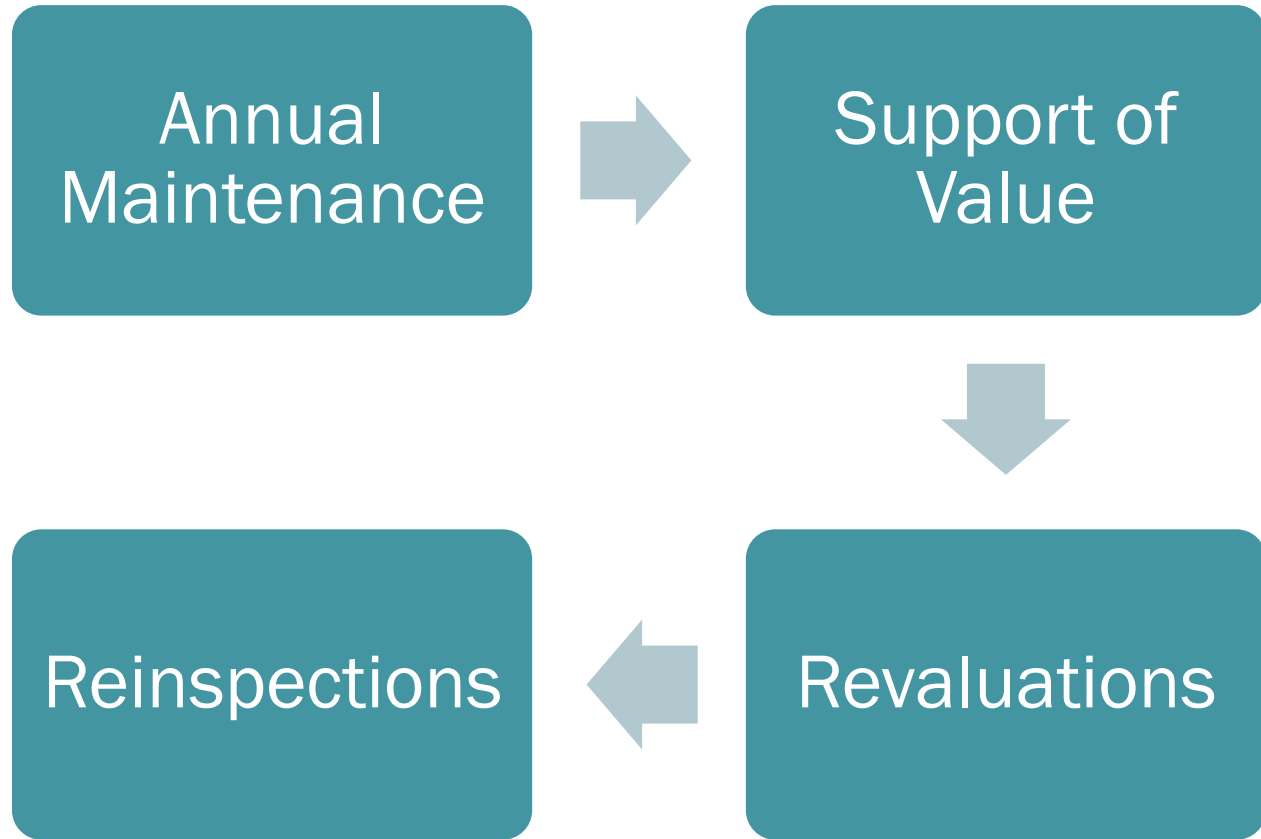 Annual
Maintenance
Support of
Value
Revaluations
Reinspections